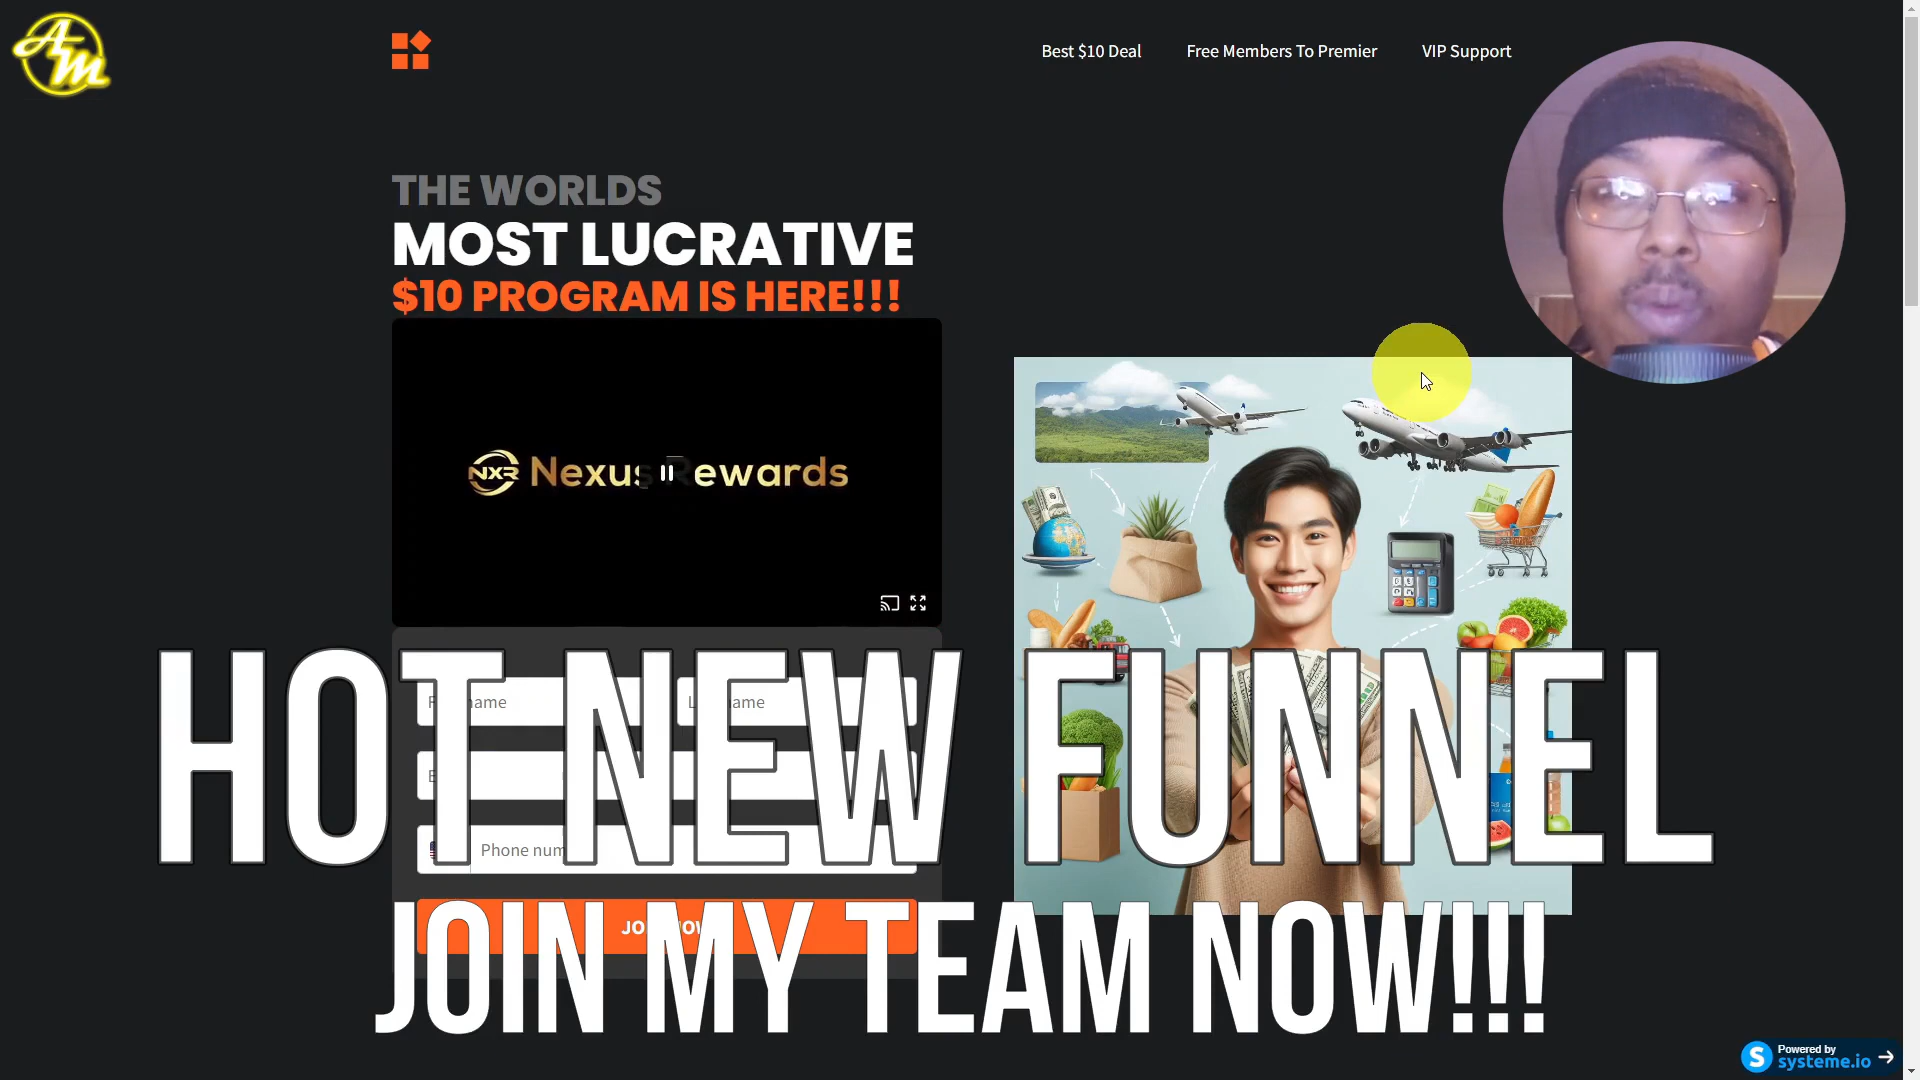 AM
Best $10 Deal
Free Members To Premier
VIP Support
THE WORLDS
MOST LUCRATIVE
$10 PROGRAM IS HERE!!!
NXR Nexus Rewards
HOT NEW FUNNEL
Phone num
JOIN MY TEAM NOW!!!
Powered by
systeme.io